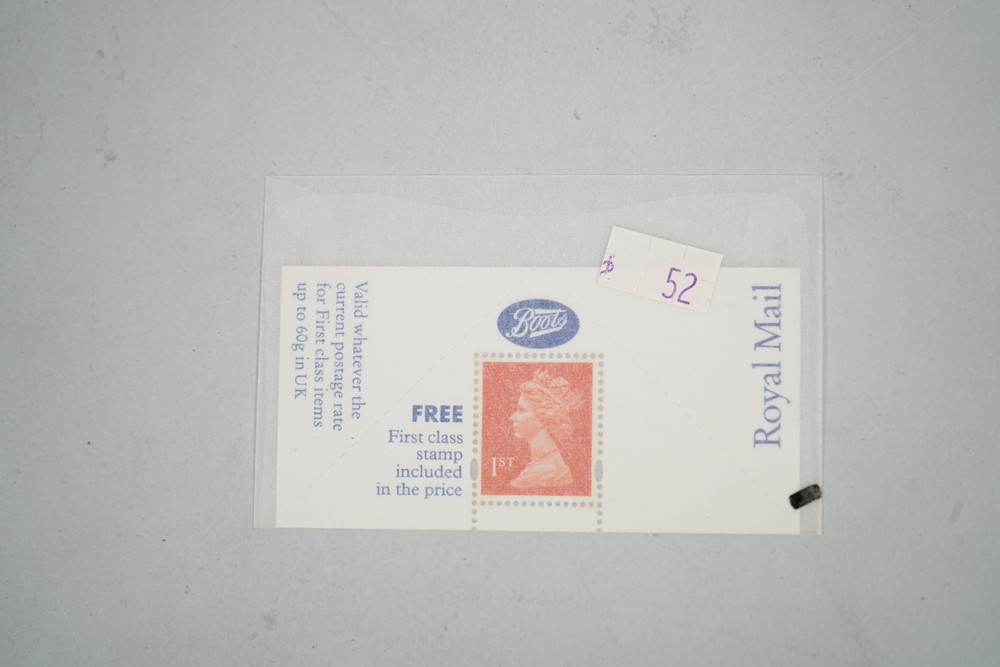 52
Boots
Valid whatever the
current postage rate
for First class items
up to 60g in UK
FREE
First class
stamp
included
in the price
1ST
Royal Mail